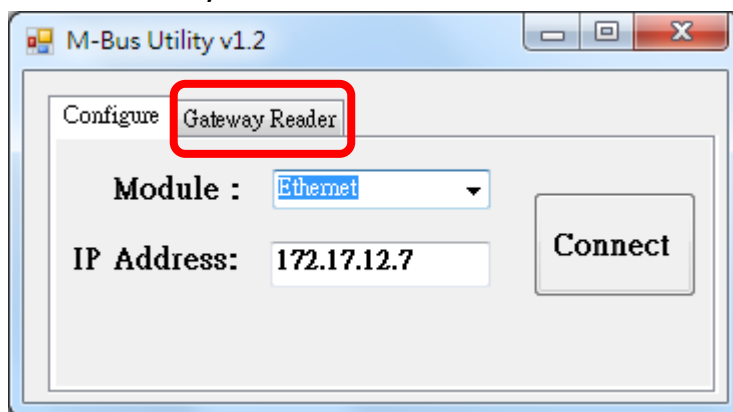 M-Bus Utility v1.2
Configure Gateway Reader
Module : Ethernet
IP Address: 172.17.12.7
Connect